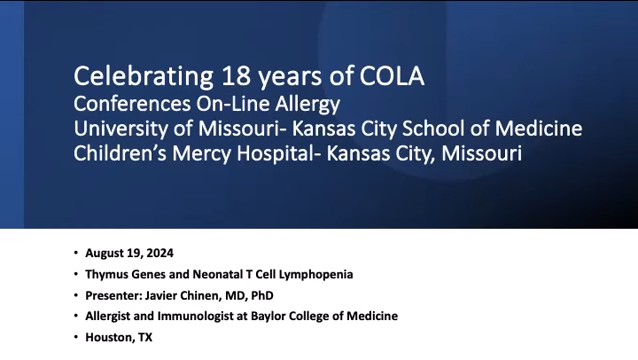 Celebrating 18 years of COLA
Conferences On-Line Allergy
University of Missouri- Kansas City School of Medicine
Children's Mercy Hospital- Kansas City, Missouri
• August 19, 2024
• Thymus Genes and Neonatal T Cell Lymphopenia
• Presenter: Javier Chinen, MD, PhD
• Allergist and Immunologist at Baylor College of Medicine
• Houston, TX